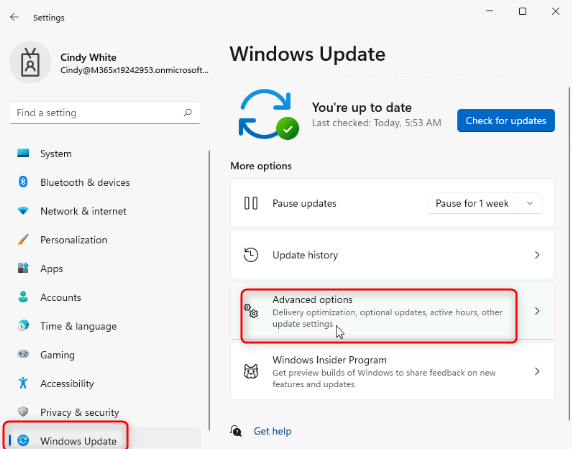 Settings
Cindy White
Cindy@M365x19242953.onmicrosoft...
Find a setting
System
Bluetooth & devices
Network & internet
Personalization
Apps
Accounts
Time & language
Gaming
Accessibility
Privacy & security
Windows Update
Windows Update
You're up to date
Last checked: Today, 5:53 AM
Check for updates
More options
Pause updates
Pause for 1 week
Update history
Advanced options
Delivery optimization, optional updates, active hours, other
update settings
Windows Insider Program
Get preview builds of Windows to share feedback on new
features and updates
Get help